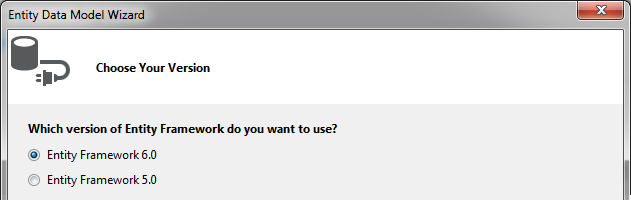 Entity Data Model Wizard
Choose Your Version
Which version of Entity Framework do you want to use?
Entity Framework 6.0
Entity Framework 5.0